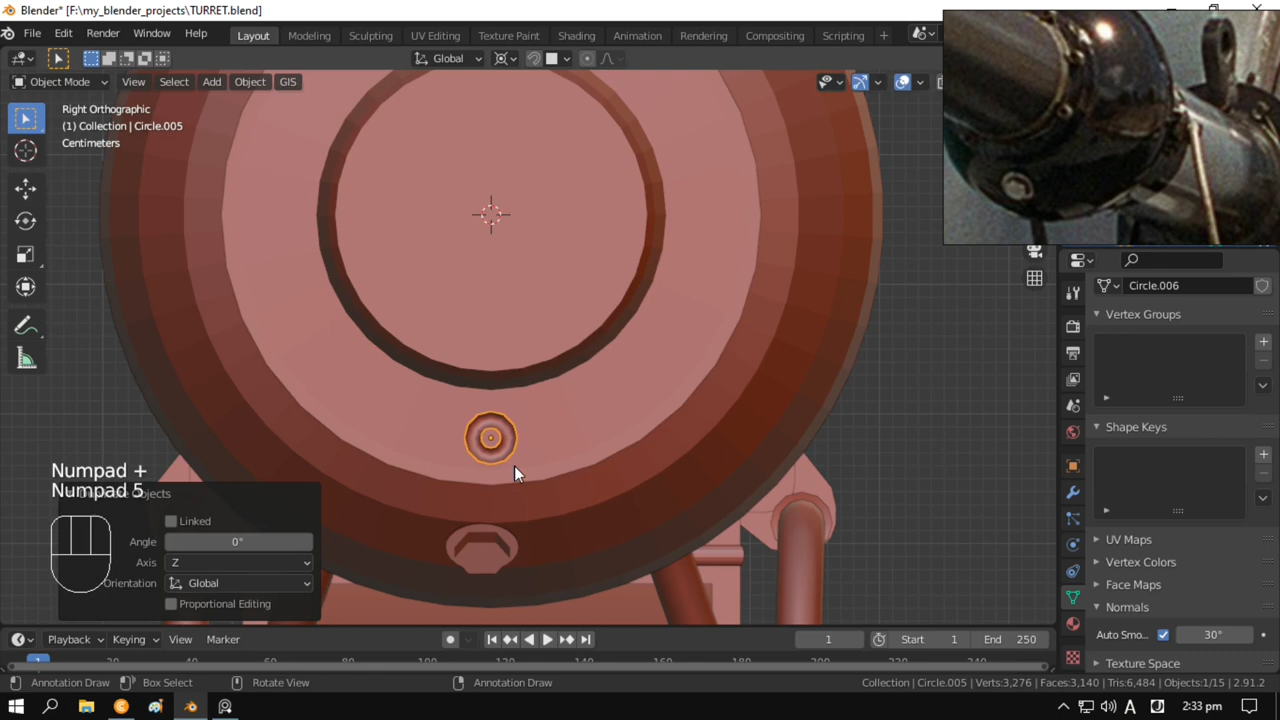 Blender* [F:\my_blender_projects\TURRET.blend]
File Edit Render Window Help Layout Modeling Sculpting UV Editing Texture Paint Shading Animation Rendering Compositing Scripting +
Global
Object Mode View Select Add Object GIS
Right Orthographic
(1) Collection | Circle.005
Centimeters
Circle.006
Vertex Groups
Shape Keys
UV Maps
Vertex Colors
Face Maps
Normals
Auto Smo... 30°
Texture Space
Numpad +
Numpad 5
Objects
Linked
Angle 0°
Axis Z
Orientation Global
Proportional Editing
Playback Keying View Marker 1 Start 1 End 250
1
Annotation Draw Box Select Rotate View Annotation Draw Collection | Circle.005 | Verts:3,276 | Faces:3,140 | Tris:6,484 | Objects:1/15 | 2.91.2
2:33 pm